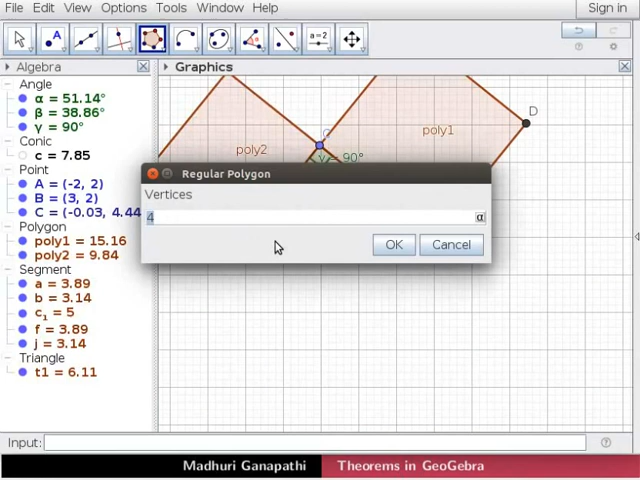 File Edit View Options Tools Window Help Sign in
A a=2
Algebra Graphics
Angle
α = 51.14°
β = 38.86°
γ = 90°
Conic
c = 7.85
Point
A = (-2, 2)
B = (3, 2)
C = (-0.03, 4.44
Polygon
poly1 = 15.16
poly2 = 9.84
Segment
a = 3.89
b = 3.14
c₁ = 5
f = 3.89
j = 3.14
Triangle
t1 = 6.11
D
poly1
poly2
γ = 90°
Regular Polygon
Vertices
4 α
OK Cancel
Input:
Madhuri Ganapathi Theorems in GeoGebra